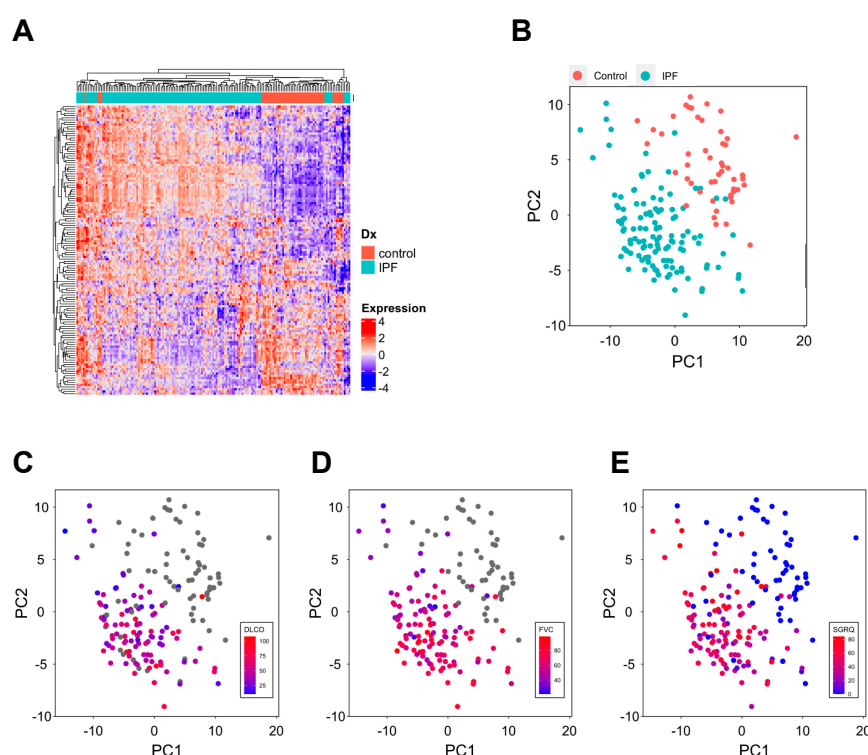 A
B
Control IPF
Dx
control
IPF
Expression
4
2
0
-2
-4
10
5
0
-5
-10
PC2
-10 0 10 20
PC1
C
D
E
10
5
0
-5
-10
PC2
-10 0 10 20
PC1
DLCO
100
75
50
25
10
5
0
-5
-10
PC2
-10 0 10 20
PC1
FVC
80
60
40
10
5
0
-5
-10
PC2
-10 0 10 20
PC1
SGRQ
80
60
40
20
0